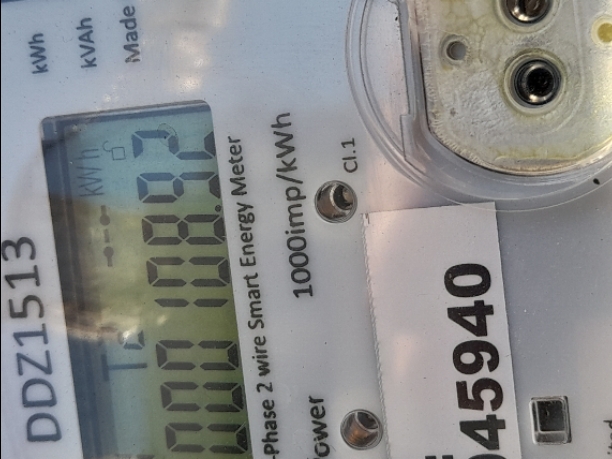 DDZ1513
kWh
kVAh
Made
kWh
000108.92
-Phase 2 wire Smart Energy Meter
1000imp/kWh
Cl.1
ower
45940